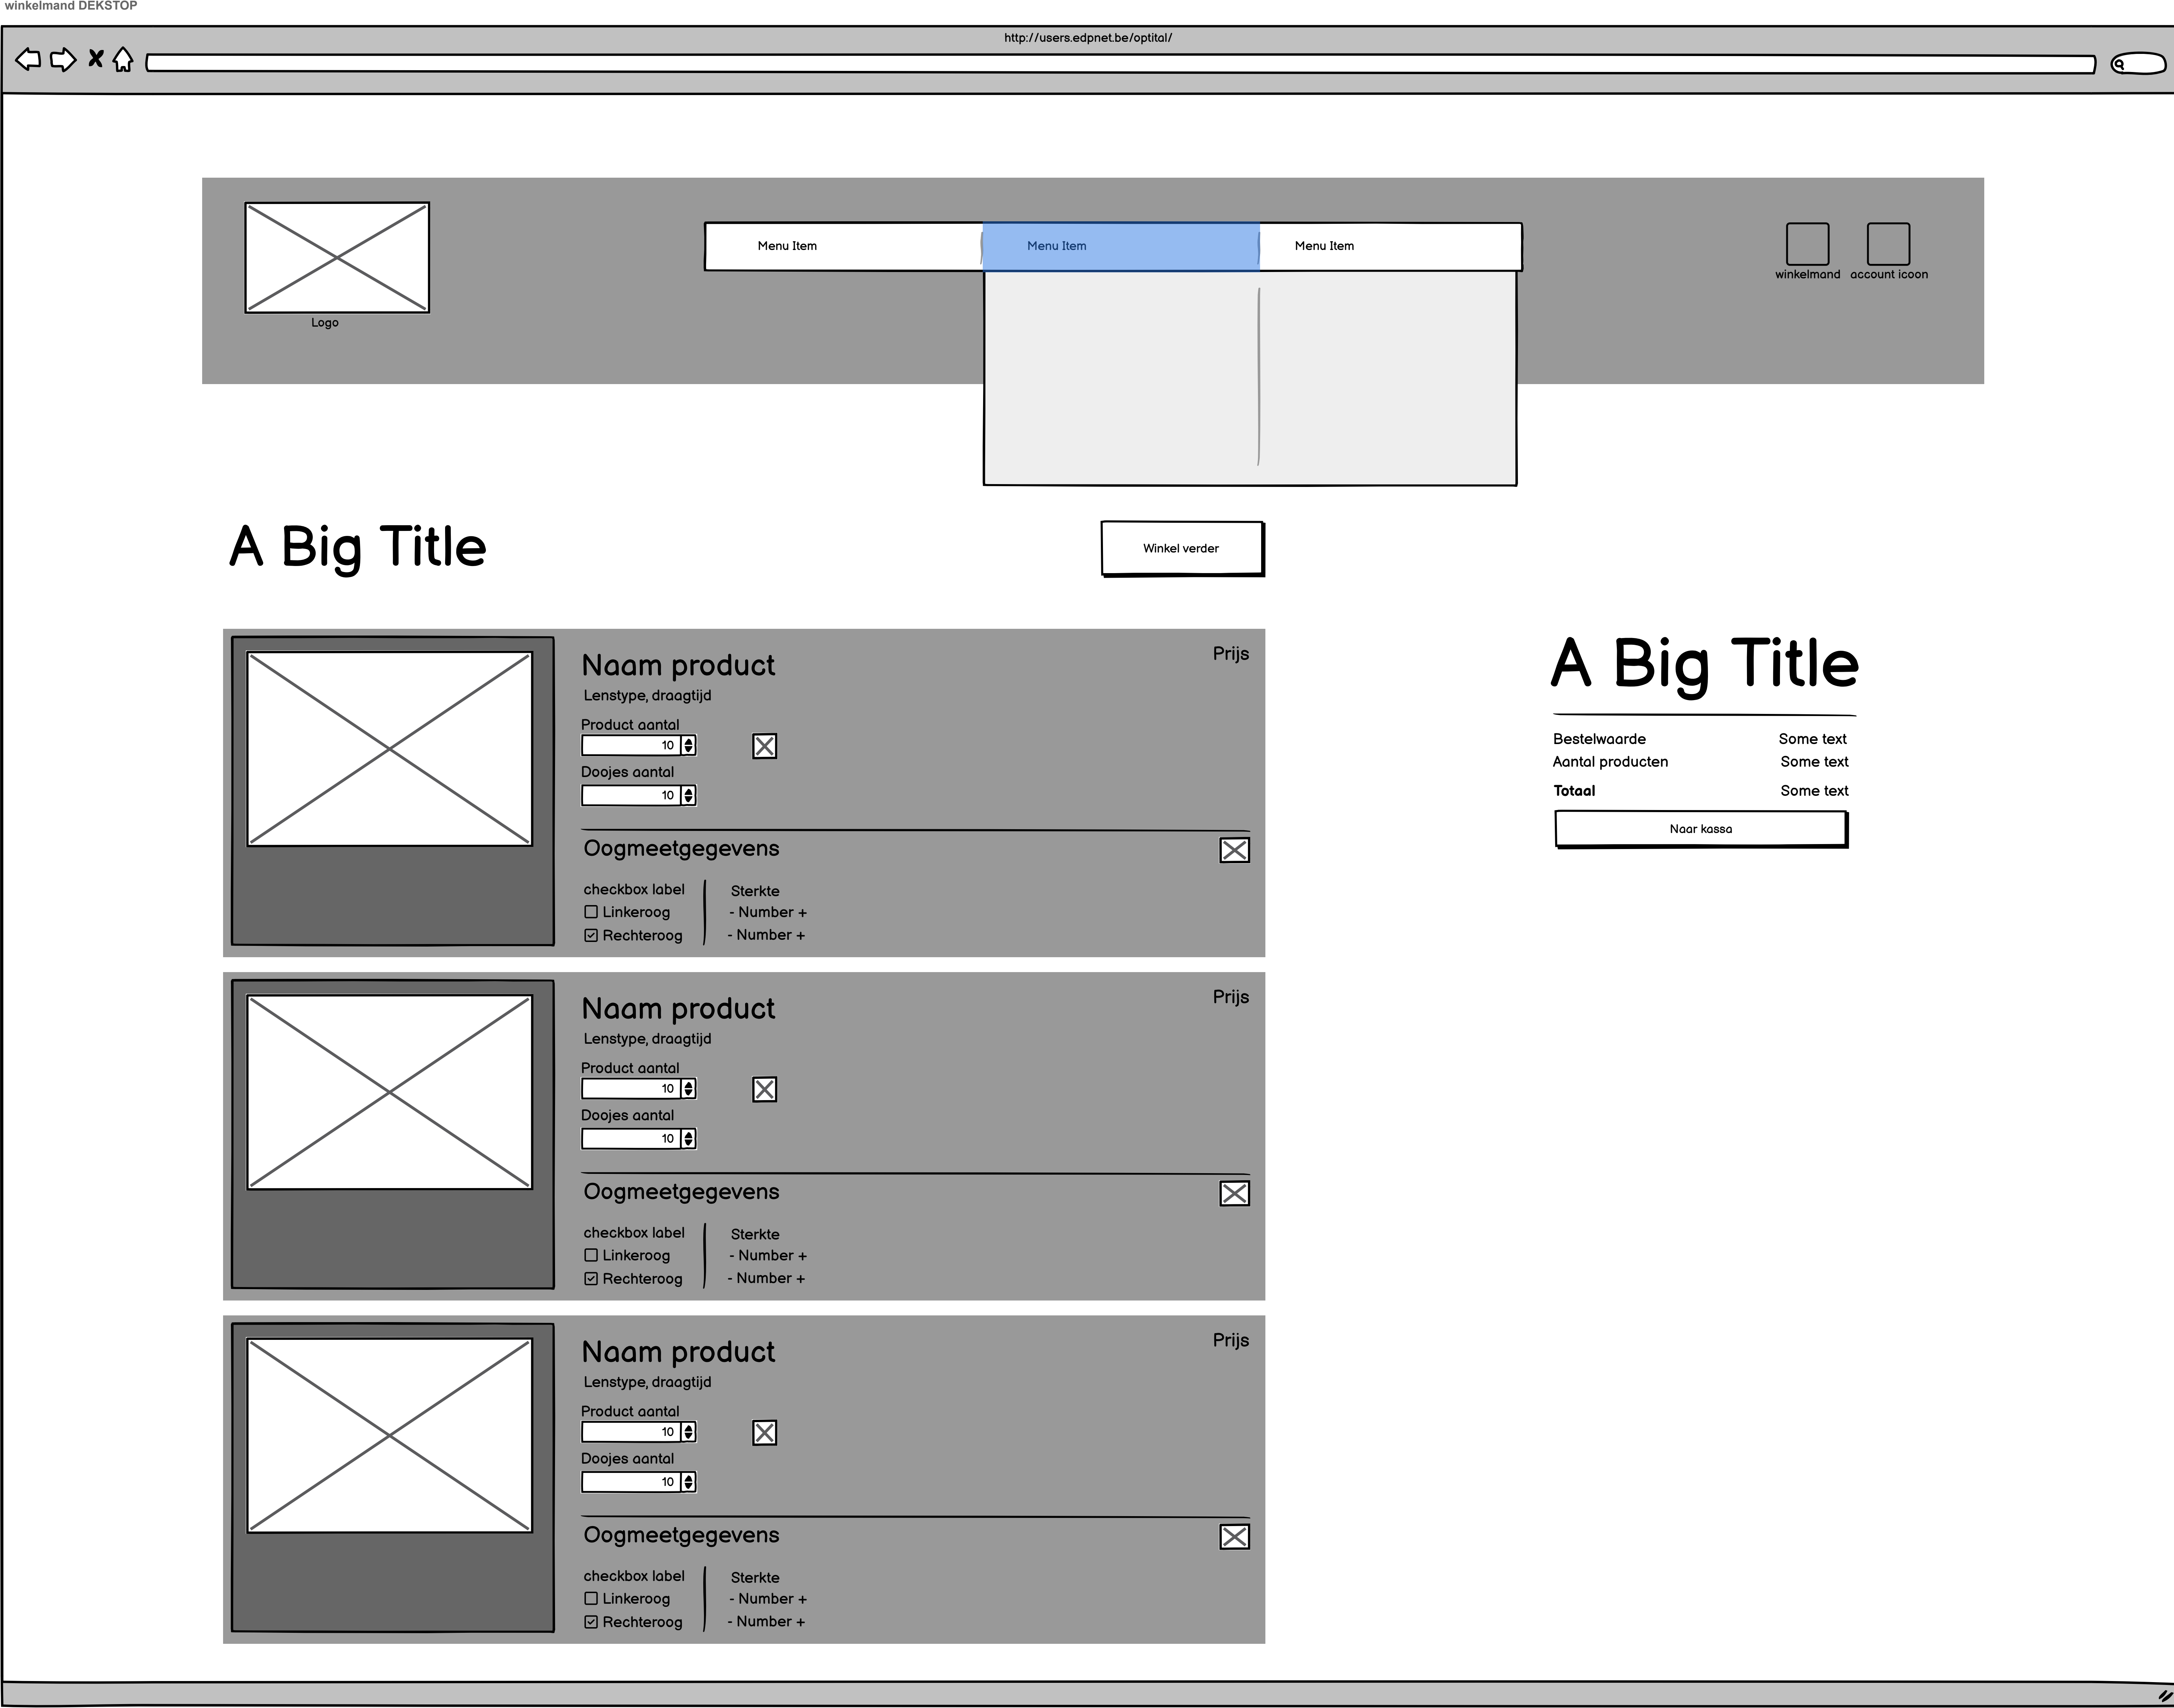 winkelmand DEKSTOP
http://users.edpnet.be/optital/
Menu Item
Menu Item
Menu Item
winkelmand
account icoon
Logo
A Big Title
Winkel verder
Naam product
Prijs
Lenstype, draagtijd
Product aantal
10
Doojes aantal
10
Oogmeetgegevens
checkbox label
Linkeroog
Rechteroog
Sterkte
- Number +
- Number +
Naam product
Prijs
Lenstype, draagtijd
Product aantal
10
Doojes aantal
10
Oogmeetgegevens
checkbox label
Linkeroog
Rechteroog
Sterkte
- Number +
- Number +
Naam product
Prijs
Lenstype, draagtijd
Product aantal
10
Doojes aantal
10
Oogmeetgegevens
checkbox label
Linkeroog
Rechteroog
Sterkte
- Number +
- Number +
A Big Title
Bestelwaarde Some text
Aantal producten Some text
Totaal Some text
Naar kassa